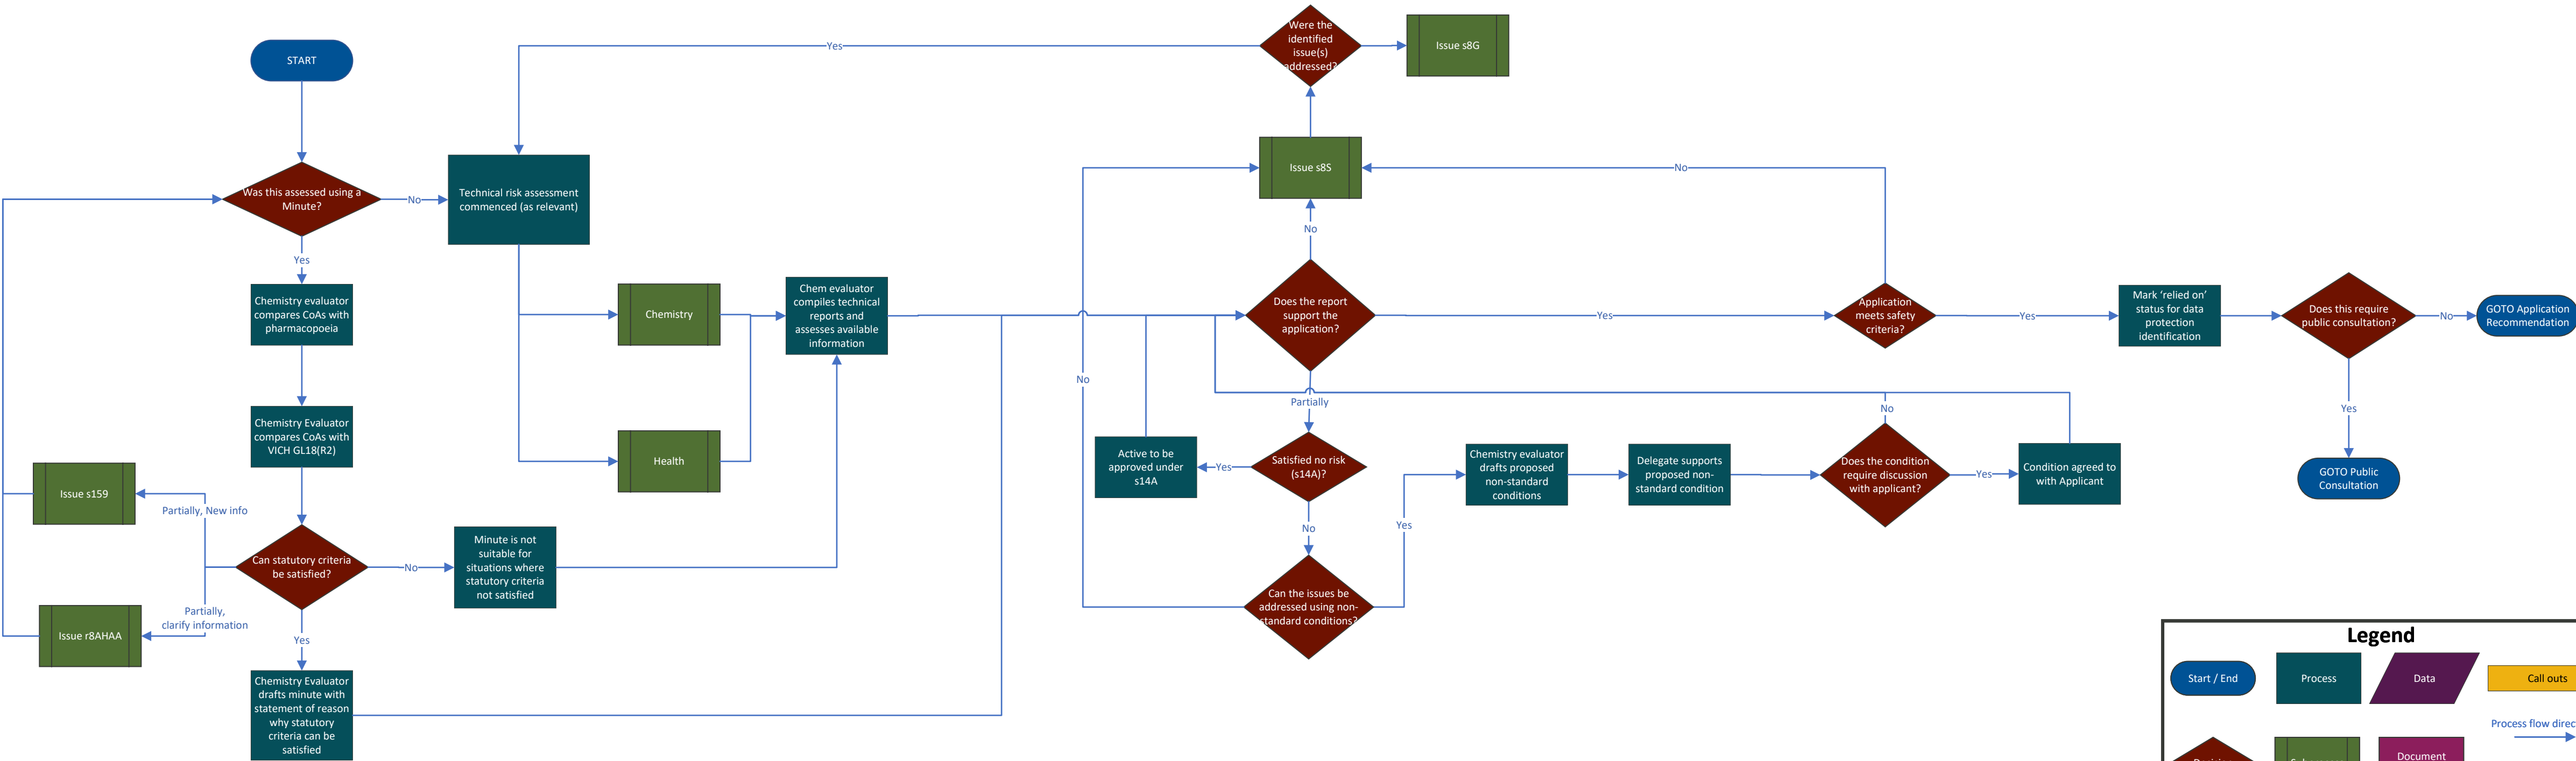 START
Was this assessed using a
Minute?
Yes
No
Chemistry evaluator
compares CoAs with
pharmacopoeia
Chemistry Evaluator
compares CoAs with
VICH GL18(R2)
Can statutory criteria
be satisfied?
Partially, New info
Issue s159
Partially,
clarify information
Issue r8AHAA
No
Minute is not
suitable for
situations where
statutory criteria
not satisfied
Yes
Chemistry Evaluator
drafts minute with
statement of reason
why statutory
criteria can be
satisfied
Technical risk assessment
commenced (as relevant)
Chemistry
Health
Chem evaluator
compiles technical
reports and
assesses available
information
Yes
Were the
identified
issue(s)
addressed?
Issue s8G
Issue s8S
No
No
No
Does the report
support the
application?
Yes
Partially
Satisfied no risk
(s14A)?
Yes
Active to be
approved under
s14A
No
Can the issues be
addressed using non-
standard conditions?
Yes
Chemistry evaluator
drafts proposed
non-standard
conditions
Delegate supports
proposed non-
standard condition
Does the condition
require discussion
with applicant?
No
Yes
Condition agreed to
with Applicant
Application
meets safety
criteria?
Yes
Mark ‘relied on’
status for data
protection
identification
Does this require
public consultation?
No
GOTO Application
Recommendation
Yes
GOTO Public
Consultation
Legend
Start / End
Process
Data
Call outs
Process flow direc
Document